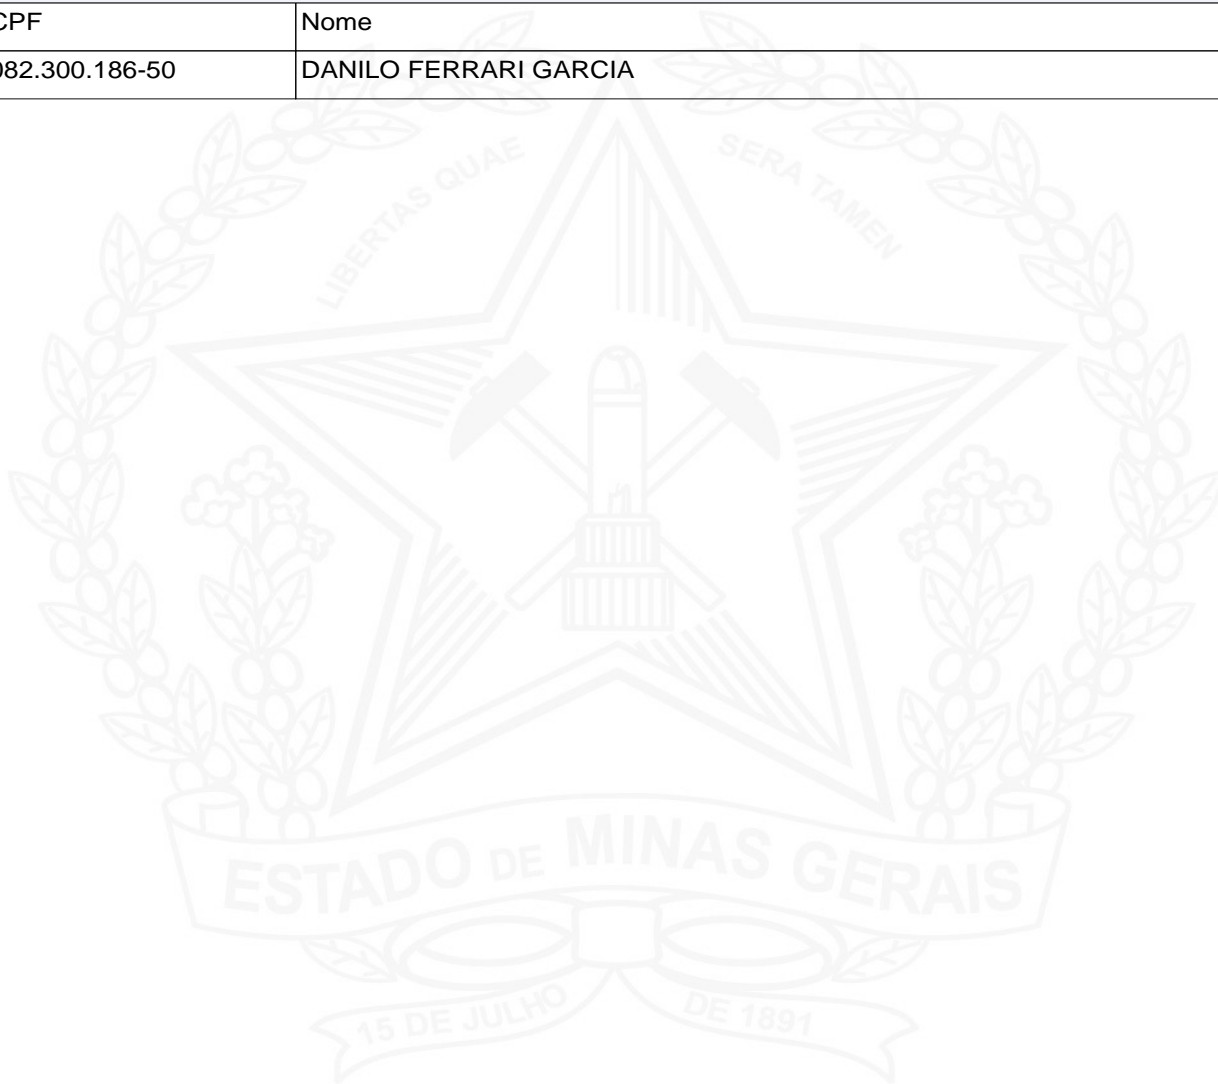 CPF Nome
082.300.186-50 DANILO FERRARI GARCIA
LIBERTAS QUAE SERA TAMEN
ESTADO DE MINAS GERAIS
15 DE JULHO DE 1891